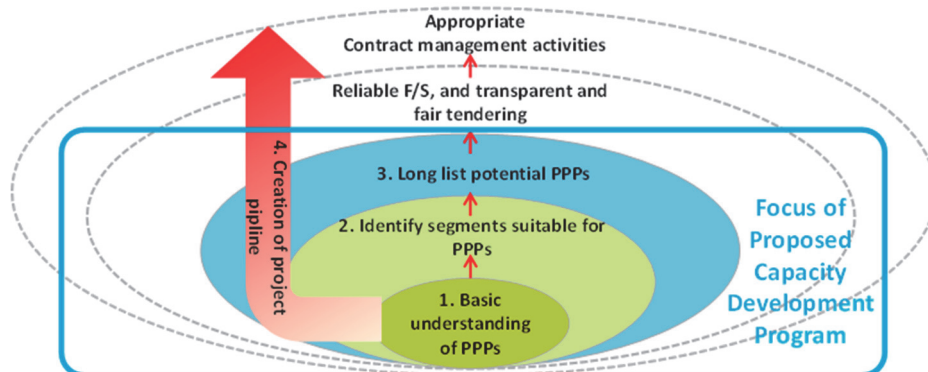 Appropriate
Contract management activities
Reliable F/S, and transparent and
fair tendering
3. Long list potential PPPs
2. Identify segments suitable for
PPPs
1. Basic
understanding
of PPPs
4. Creation of project
pipline
Focus of
Proposed
Capacity
Development
Program